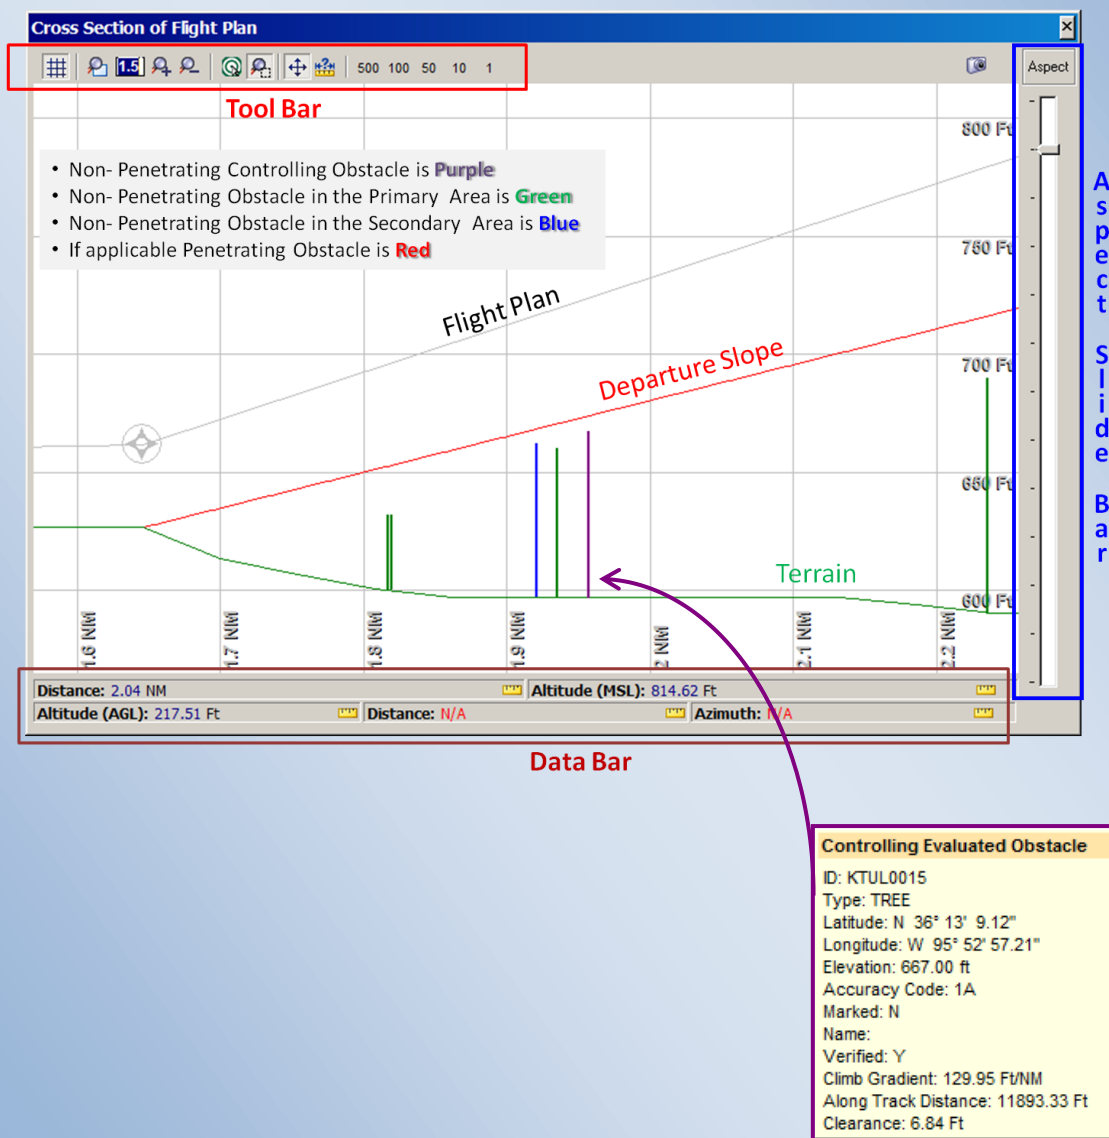 Cross Section of Flight Plan
1.5
500 100 50 10 1
Aspect
Tool Bar
800 Ft
• Non- Penetrating Controlling Obstacle is Purple
• Non- Penetrating Obstacle in the Primary Area is Green
• Non- Penetrating Obstacle in the Secondary Area is Blue
• If applicable Penetrating Obstacle is Red
750 Ft
Flight Plan
700 Ft
Departure Slope
650 Ft
Terrain
600 Ft
1.6 NM
1.7 NM
1.8 NM
1.9 NM
2 NM
2.1 NM
2.2 NM
Aspect Slide Bar
Distance: 2.04 NM
Altitude (MSL): 814.62 Ft
Altitude (AGL): 217.51 Ft
Distance: N/A
Azimuth: N/A
Data Bar
Controlling Evaluated Obstacle
ID: KTUL0015
Type: TREE
Latitude: N 36° 13' 9.12"
Longitude: W 95° 52' 57.21"
Elevation: 667.00 ft
Accuracy Code: 1A
Marked: N
Name:
Verified: Y
Climb Gradient: 129.95 Ft/NM
Along Track Distance: 11893.33 Ft
Clearance: 6.84 Ft